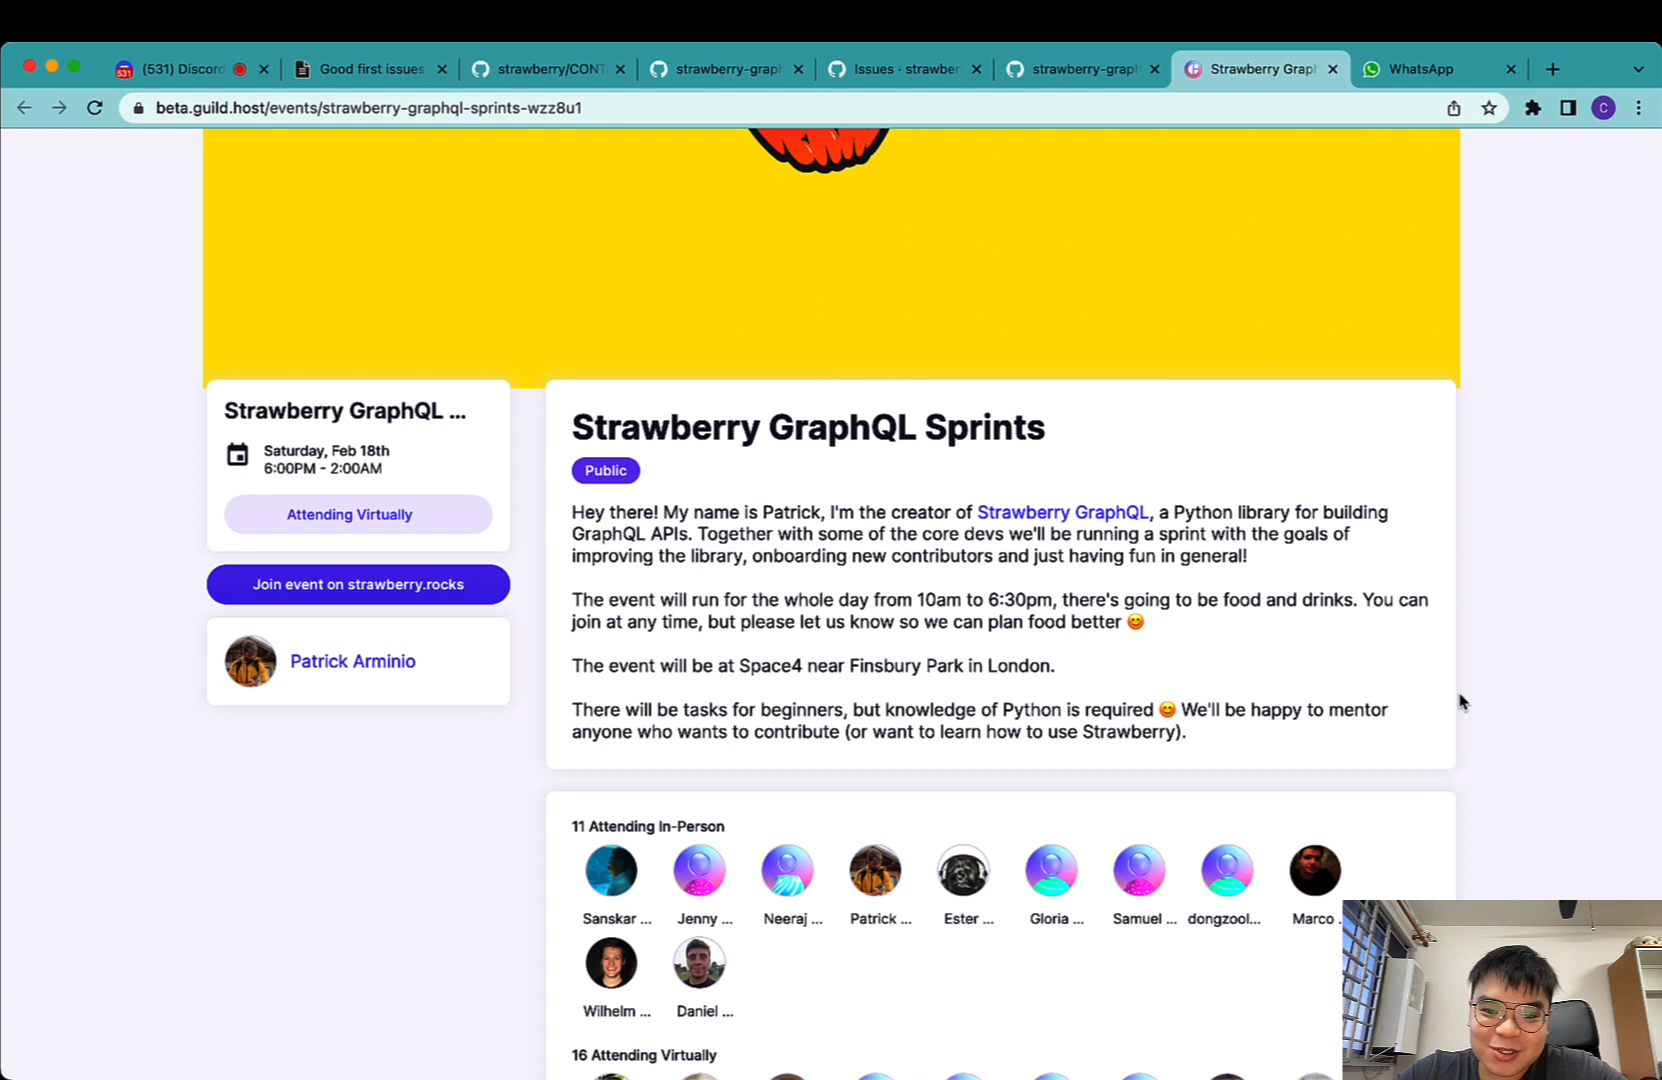 (531) Discord
Good first issues
strawberry/CONT
strawberry-graph
Issues · strawber
strawberry-graph
Strawberry Graph
WhatsApp
beta.guild.host/events/strawberry-graphql-sprints-wzz8u1
C
Strawberry GraphQL ...
Saturday, Feb 18th
6:00PM - 2:00AM
Attending Virtually
Join event on strawberry.rocks
Patrick Arminio
Strawberry GraphQL Sprints
Public
Hey there! My name is Patrick, I'm the creator of Strawberry GraphQL, a Python library for building
GraphQL APIs. Together with some of the core devs we'll be running a sprint with the goals of
improving the library, onboarding new contributors and just having fun in general!
The event will run for the whole day from 10am to 6:30pm, there's going to be food and drinks. You can
join at any time, but please let us know so we can plan food better 😊
The event will be at Space4 near Finsbury Park in London.
There will be tasks for beginners, but knowledge of Python is required 😊 We'll be happy to mentor
anyone who wants to contribute (or want to learn how to use Strawberry).
11 Attending In-Person
Sanskar ... Jenny ... Neeraj ... Patrick ... Ester ... Gloria ... Samuel ... dongzool... Marco .
Wilhelm ... Daniel ...
16 Attending Virtually